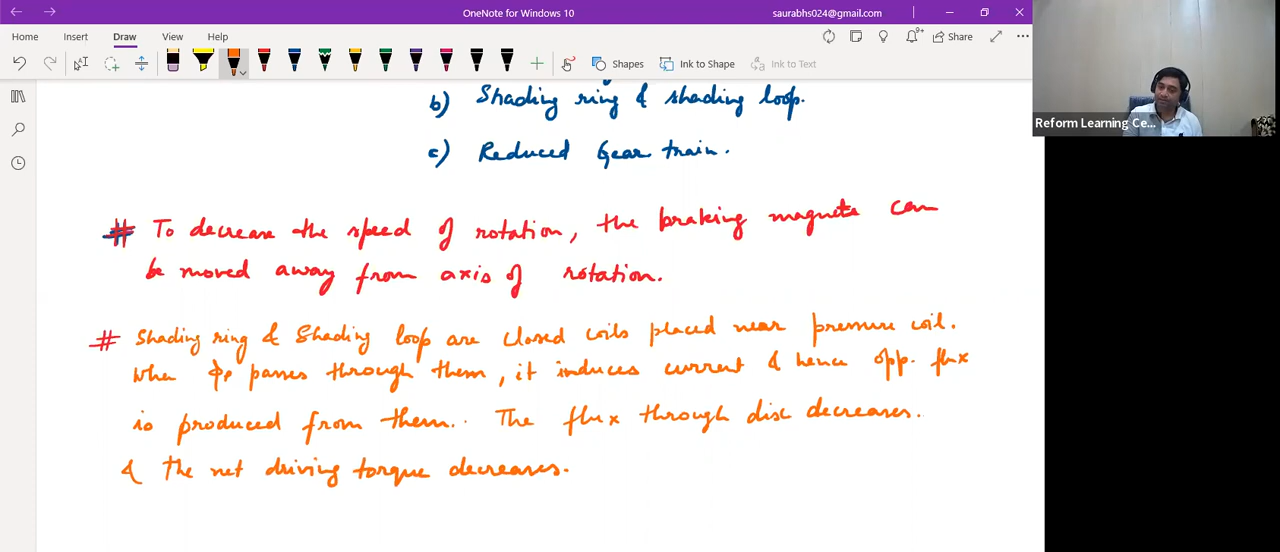 OneNote for Windows 10
saurabhs024@gmail.com
Home Insert Draw View Help
9+ Share
Shapes Ink to Shape Ink to Text
Reform Learning Ce...
b) Shading ring & shading loop.
c) Reduced Gear train.
# To decrease the speed of rotation, the braking magnets can
be moved away from axis of rotation.
# Shading ring & Shading loop are closed coils placed near pressure coil.
When ϕp passes through them, it induces current & hence opp. flux
is produced from them.. The flux through disc decreases.
& the net driving torque decreases.